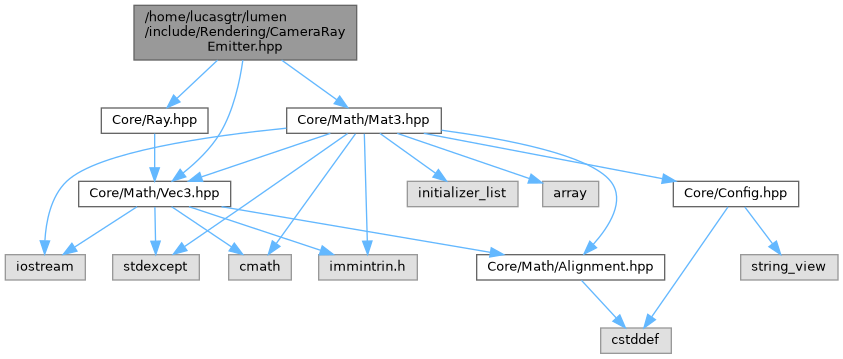 /home/lucasgtr/lumen
/include/Rendering/CameraRay
Emitter.hpp
Core/Ray.hpp
Core/Math/Mat3.hpp
Core/Math/Vec3.hpp
initializer_list
array
Core/Config.hpp
iostream
stdexcept
cmath
immintrin.h
Core/Math/Alignment.hpp
string_view
cstddef